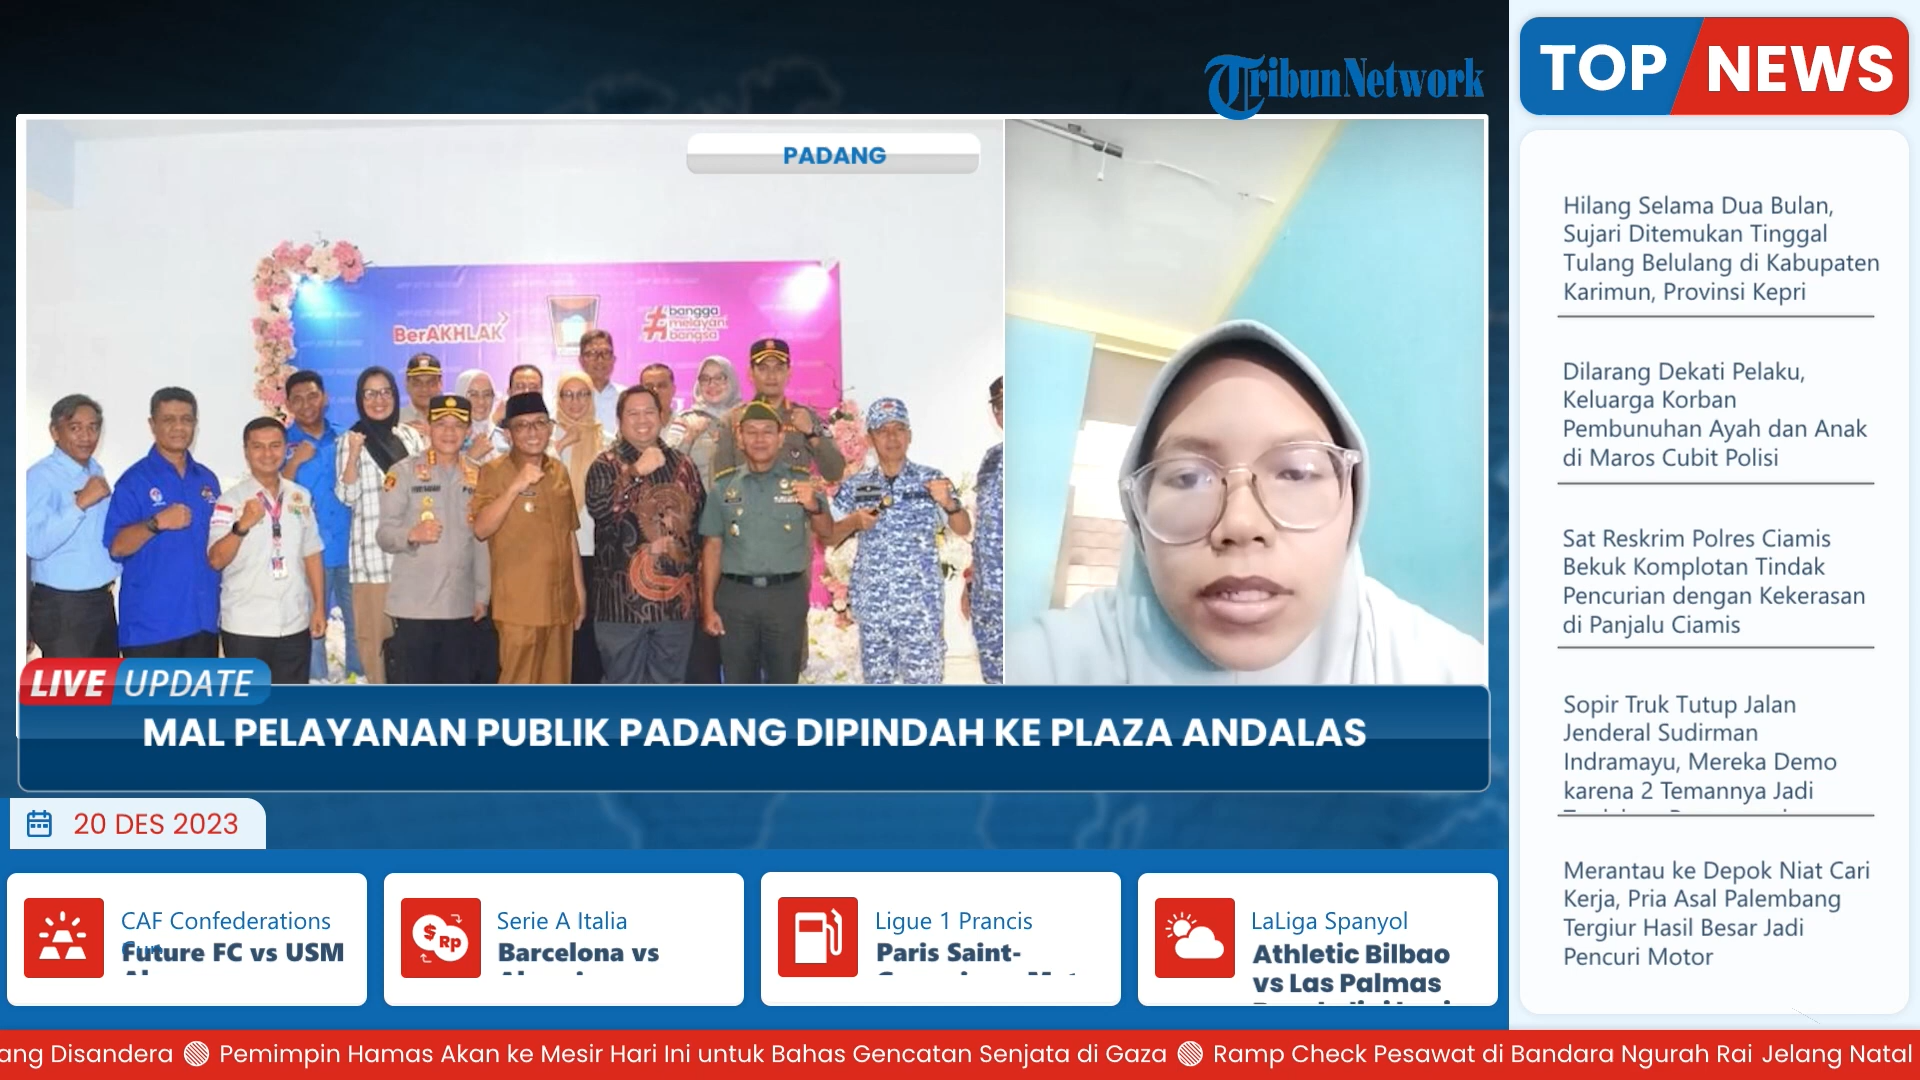 TribunNetwork
TOP NEWS
PADANG
BerAKHLAK
#bangga
melayani
bangsa
LIVE UPDATE
MAL PELAYANAN PUBLIK PADANG DIPINDAH KE PLAZA ANDALAS
20 DES 2023
Hilang Selama Dua Bulan,
Sujari Ditemukan Tinggal
Tulang Belulang di Kabupaten
Karimun, Provinsi Kepri
Dilarang Dekati Pelaku,
Keluarga Korban
Pembunuhan Ayah dan Anak
di Maros Cubit Polisi
Sat Reskrim Polres Ciamis
Bekuk Komplotan Tindak
Pencurian dengan Kekerasan
di Panjalu Ciamis
Sopir Truk Tutup Jalan
Jenderal Sudirman
Indramayu, Mereka Demo
karena 2 Temannya Jadi
Merantau ke Depok Niat Cari
Kerja, Pria Asal Palembang
Tergiur Hasil Besar Jadi
Pencuri Motor
CAF Confederations
Future FC vs USM
$ Rp
Serie A Italia
Barcelona vs
Ligue 1 Prancis
Paris Saint-
LaLiga Spanyol
Athletic Bilbao
vs Las Palmas
ang Disandera Pemimpin Hamas Akan ke Mesir Hari Ini untuk Bahas Gencatan Senjata di Gaza Ramp Check Pesawat di Bandara Ngurah Rai Jelang Natal